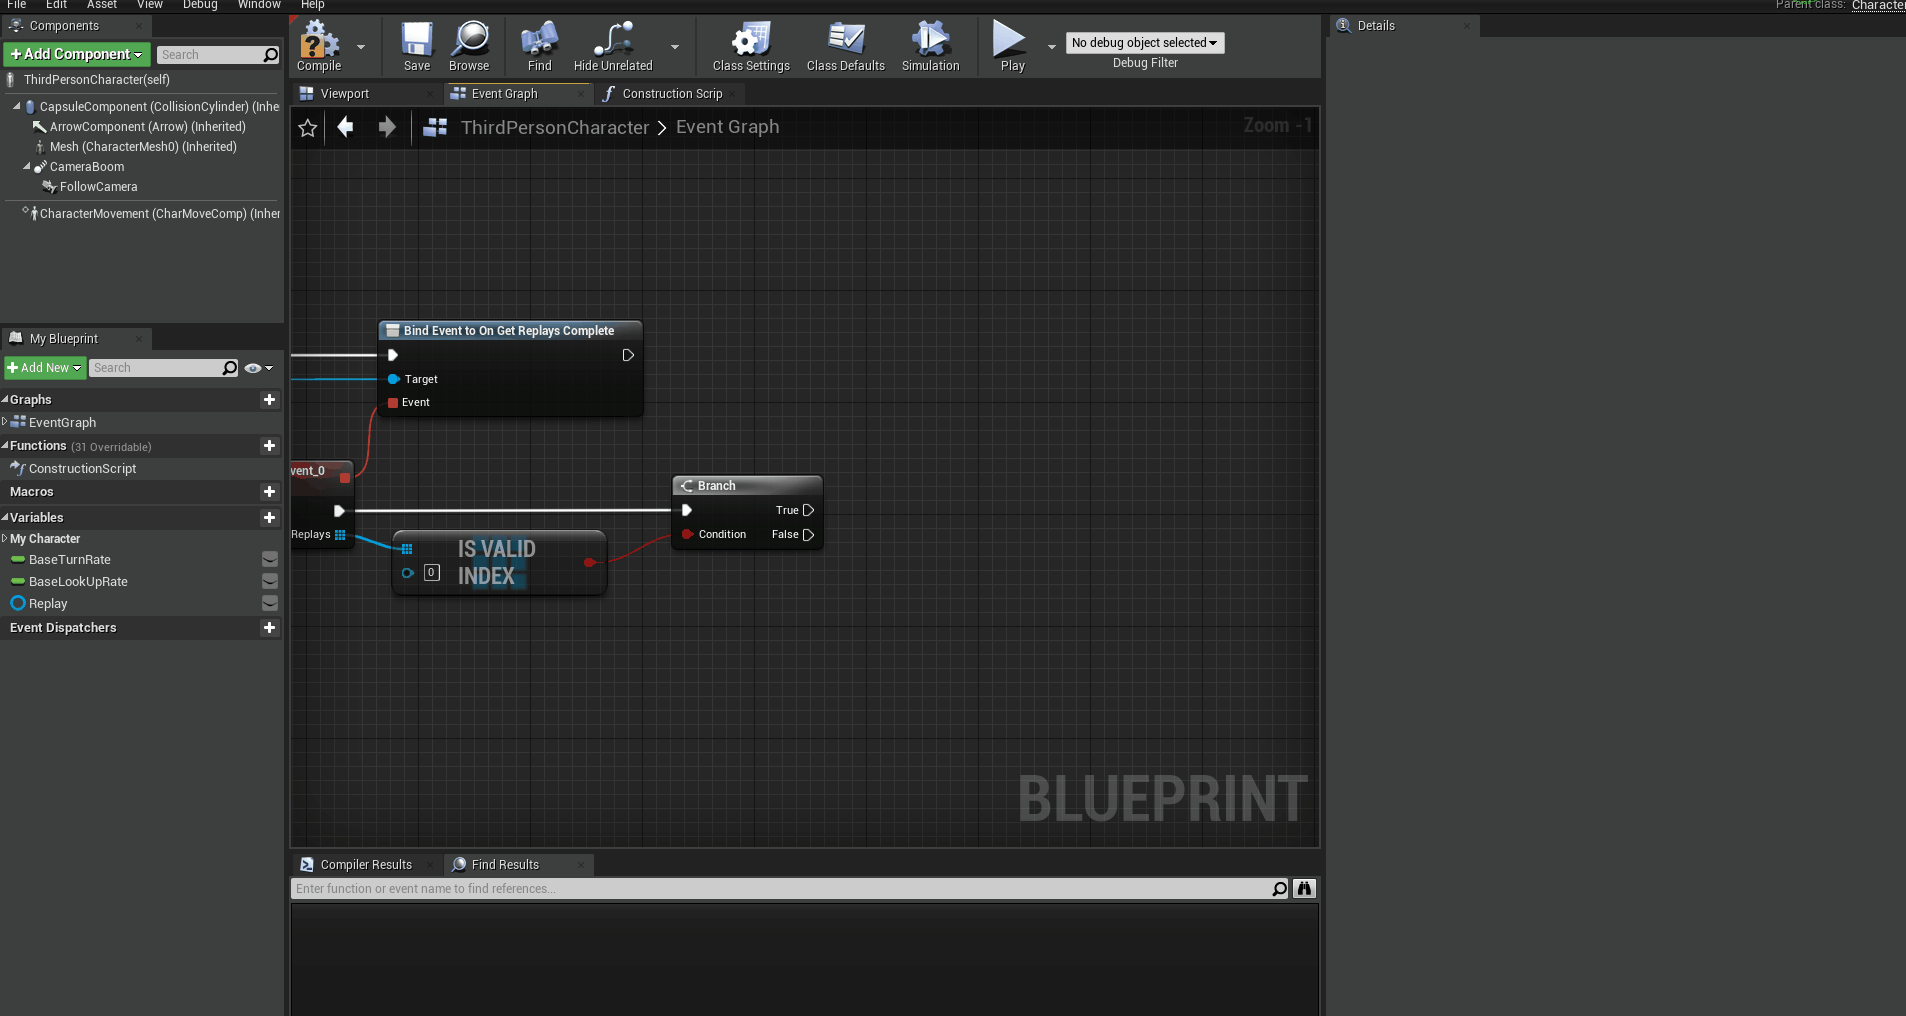 File Edit Asset View Debug Window Help
Parent class: Character
Components
Add Component
Search
ThirdPersonCharacter(self)
CapsuleComponent (CollisionCylinder) (Inhe
ArrowComponent (Arrow) (Inherited)
Mesh (CharacterMesh0) (Inherited)
CameraBoom
FollowCamera
CharacterMovement (CharMoveComp) (Inher
My Blueprint
Add New
Search
Graphs
EventGraph
Functions (31 Overridable)
ConstructionScript
Macros
Variables
My Character
BaseTurnRate
BaseLookUpRate
Replay
Event Dispatchers
Compile
Save
Browse
Find
Hide Unrelated
Class Settings
Class Defaults
Simulation
Play
No debug object selected
Debug Filter
Viewport
Event Graph
Construction Scrip
ThirdPersonCharacter > Event Graph
Zoom -1
Bind Event to On Get Replays Complete
Target
Event
vent_0
Replays
IS VALID
INDEX
0
Branch
True
Condition
False
BLUEPRINT
Compiler Results
Find Results
Enter function or event name to find references...
Details